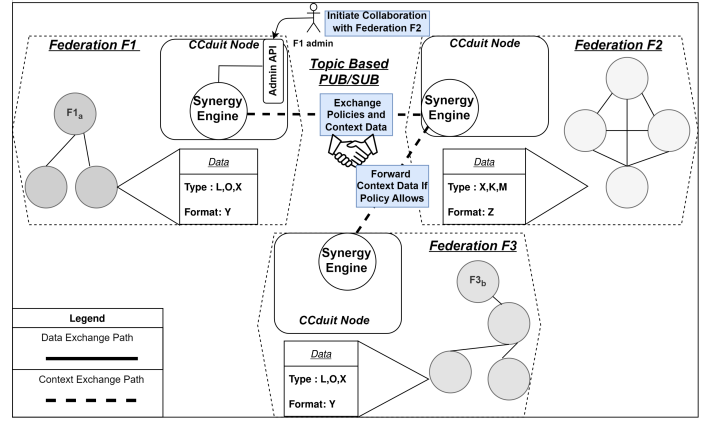 Initiate Collaboration
with Federation F2
F1 admin
Federation F1
CCduit Node
Admin API
Synergy
Engine
F1a
Data
Type : L,O,X
Format: Y
Topic Based
PUB/SUB
Exchange
Policies and
Context Data
Forward
Context Data If
Policy Allows
CCduit Node
Federation F2
Synergy
Engine
Data
Type : X,K,M
Format: Z
Federation F3
Synergy
Engine
CCduit Node
F3b
Data
Type : L,O,X
Format: Y
Legend
Data Exchange Path
Context Exchange Path